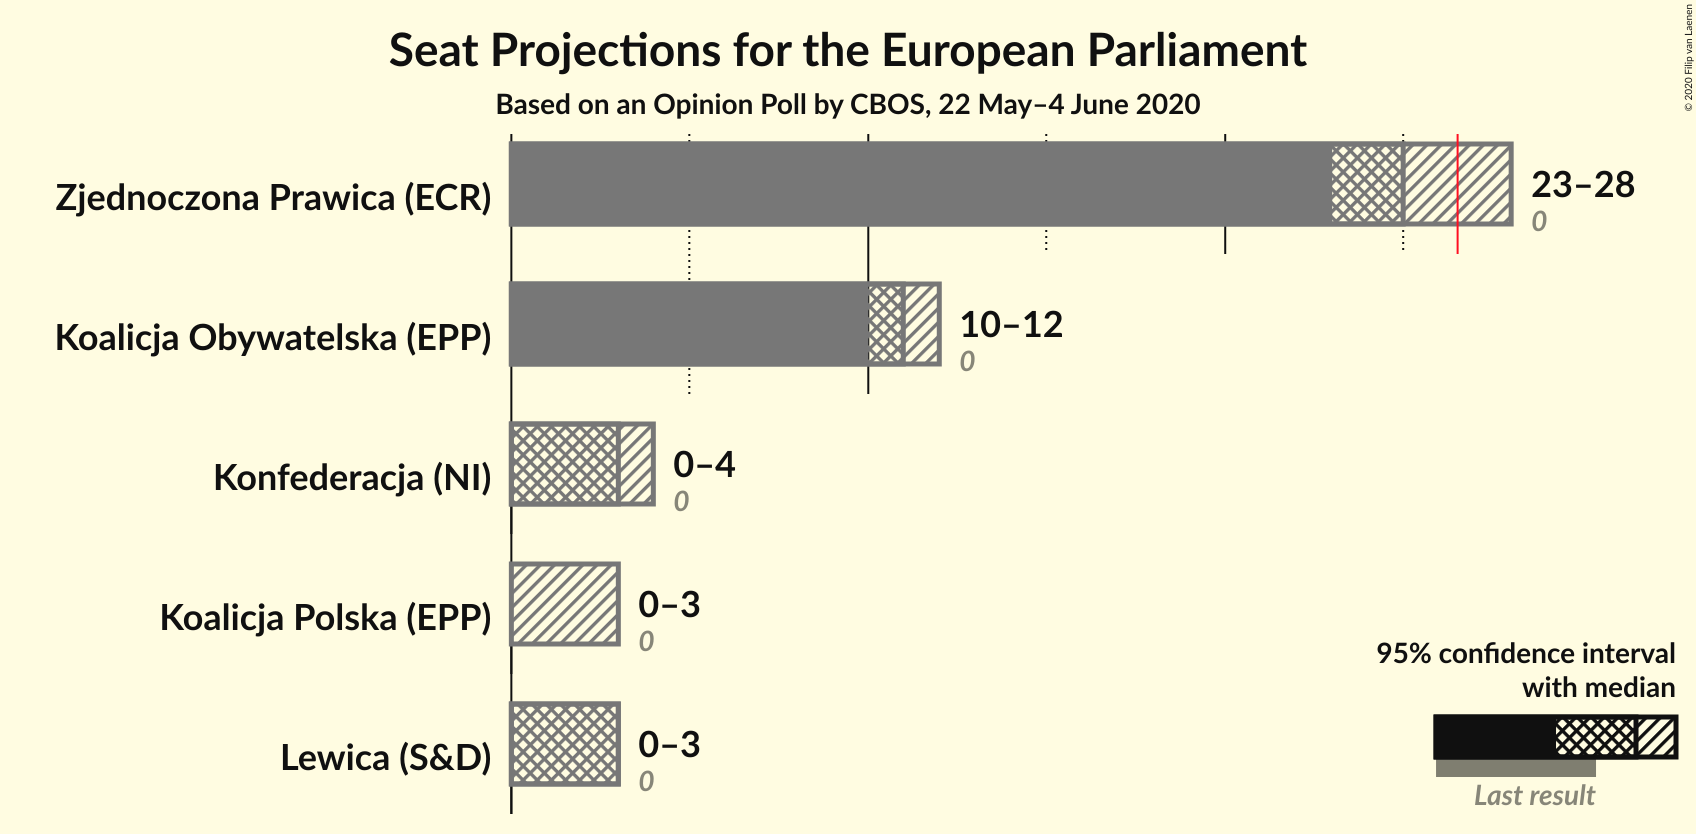 Seat Projections for the European Parliament
Based on an Opinion Poll by CBOS, 22 May–4 June 2020
© 2020 Filip van Laenen
Zjednoczona Prawica (ECR)
23–28
0
Koalicja Obywatelska (EPP)
10–12
0
Konfederacja (NI)
0–4
0
Koalicja Polska (EPP)
0–3
0
Lewica (S&D)
0–3
0
95% confidence interval
with median
Last result